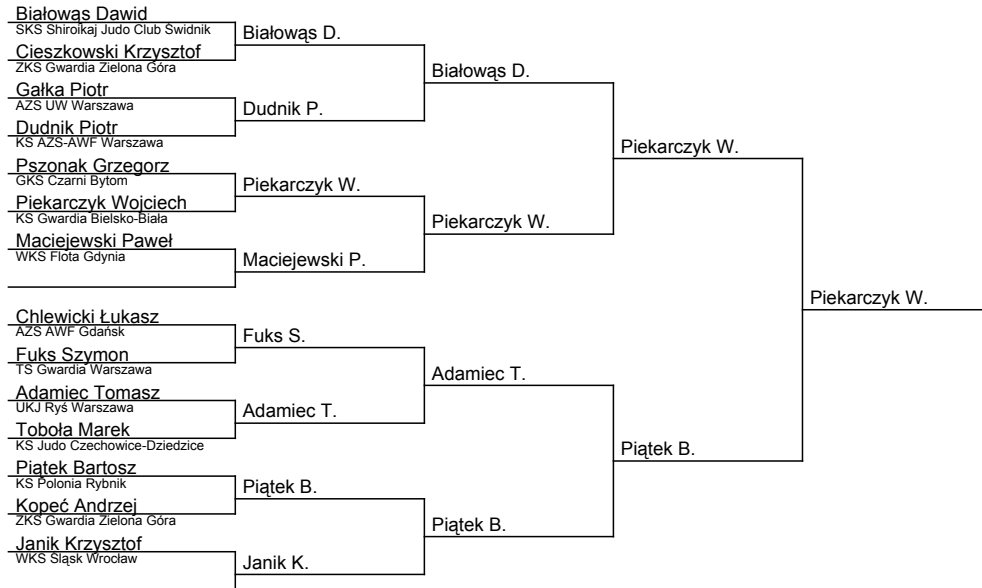 Białowąs Dawid
SKS Shiroikaj Judo Club Świdnik
Białowąs D.
Cieszkowski Krzysztof
ZKS Gwardia Zielona Góra
Białowąs D.
Gałka Piotr
AZS UW Warszawa
Dudnik P.
Dudnik Piotr
KS AZS-AWF Warszawa
Piekarczyk W.
Pszonak Grzegorz
GKS Czarni Bytom
Piekarczyk W.
Piekarczyk Wojciech
KS Gwardia Bielsko-Biała
Piekarczyk W.
Maciejewski Paweł
WKS Flota Gdynia
Maciejewski P.
Piekarczyk W.
Chlewicki Łukasz
AZS AWF Gdańsk
Fuks S.
Fuks Szymon
TS Gwardia Warszawa
Adamiec T.
Adamiec Tomasz
UKJ Ryś Warszawa
Adamiec T.
Toboła Marek
KS Judo Czechowice-Dziedzice
Piątek B.
Piątek Bartosz
KS Polonia Rybnik
Piątek B.
Kopeć Andrzej
ZKS Gwardia Zielona Góra
Piątek B.
Janik Krzysztof
WKS Śląsk Wrocław
Janik K.